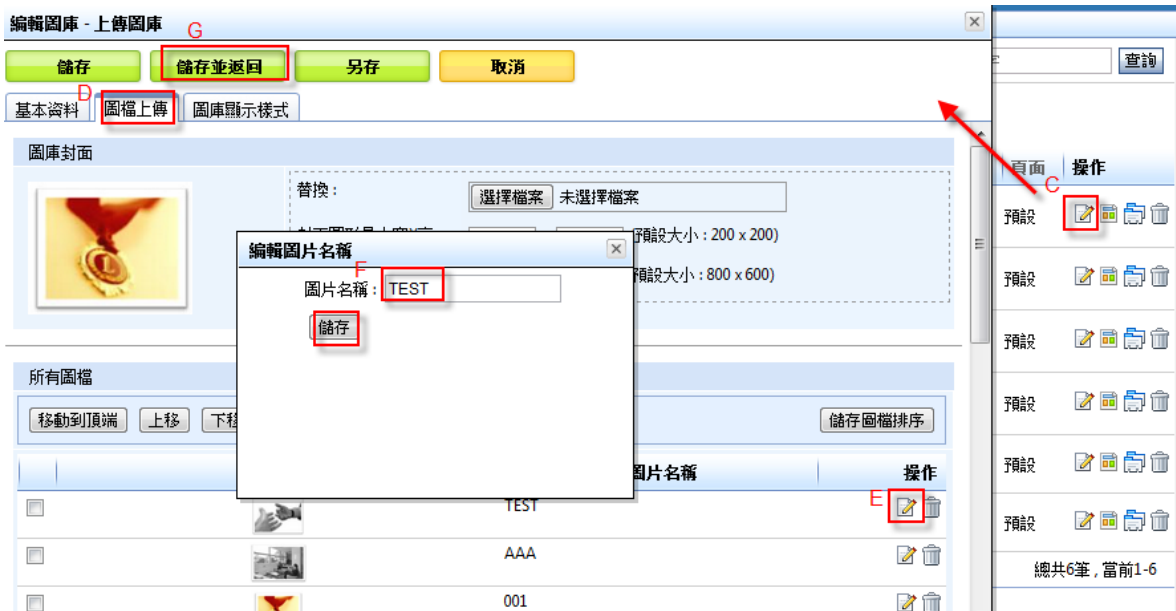 編輯圖庫 - 上傳圖庫
G
儲存 儲存並返回 另存 取消
查詢
D
基本資料 圖檔上傳 圖庫顯示樣式
圖庫封面
頁面 操作
C
替換： 選擇檔案 未選擇檔案
預設
預設大小 : 200 x 200)
編輯圖片名稱
F
圖片名稱 : TEST
預設大小 : 800 x 600)
預設
儲存
預設
所有圖檔
移動到頂端 上移 下移
儲存圖檔排序
預設
圖片名稱 操作
預設
E
TEST
預設
AAA
總共6筆 , 當前1-6
001